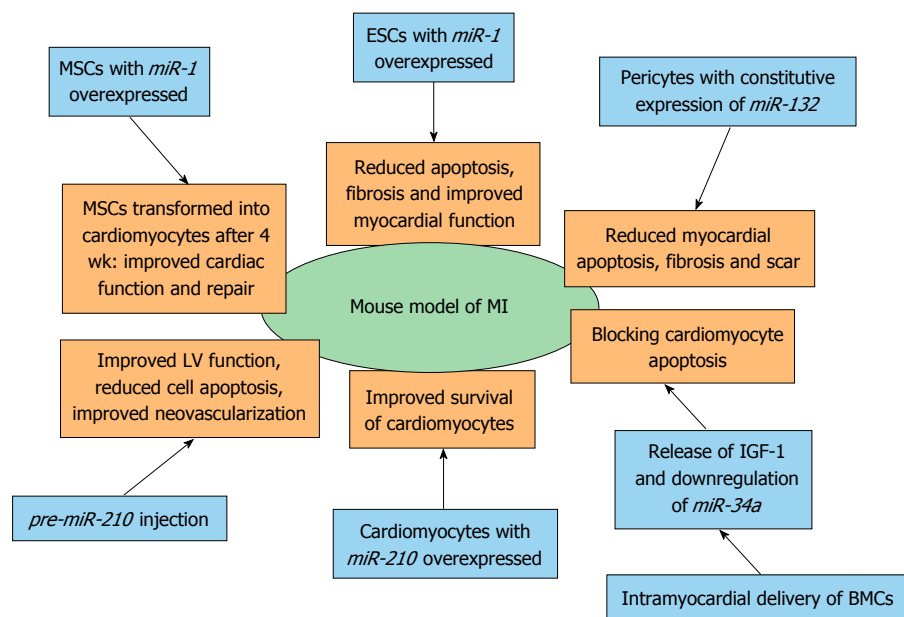 ESCs with miR-1
overexpressed
MSCs with miR-1
overexpressed
Pericytes with constitutive
expression of miR-132
Reduced apoptosis,
fibrosis and improved
myocardial function
MSCs transformed into
cardiomyocytes after 4
wk: improved cardiac
function and repair
Reduced myocardial
apoptosis, fibrosis and scar
Mouse model of MI
Blocking cardiomyocyte
apoptosis
Improved LV function,
reduced cell apoptosis,
improved neovascularization
Improved survival
of cardiomyocytes
Release of IGF-1
and downregulation
of miR-34a
pre-miR-210 injection
Cardiomyocytes with
miR-210 overexpressed
Intramyocardial delivery of BMCs